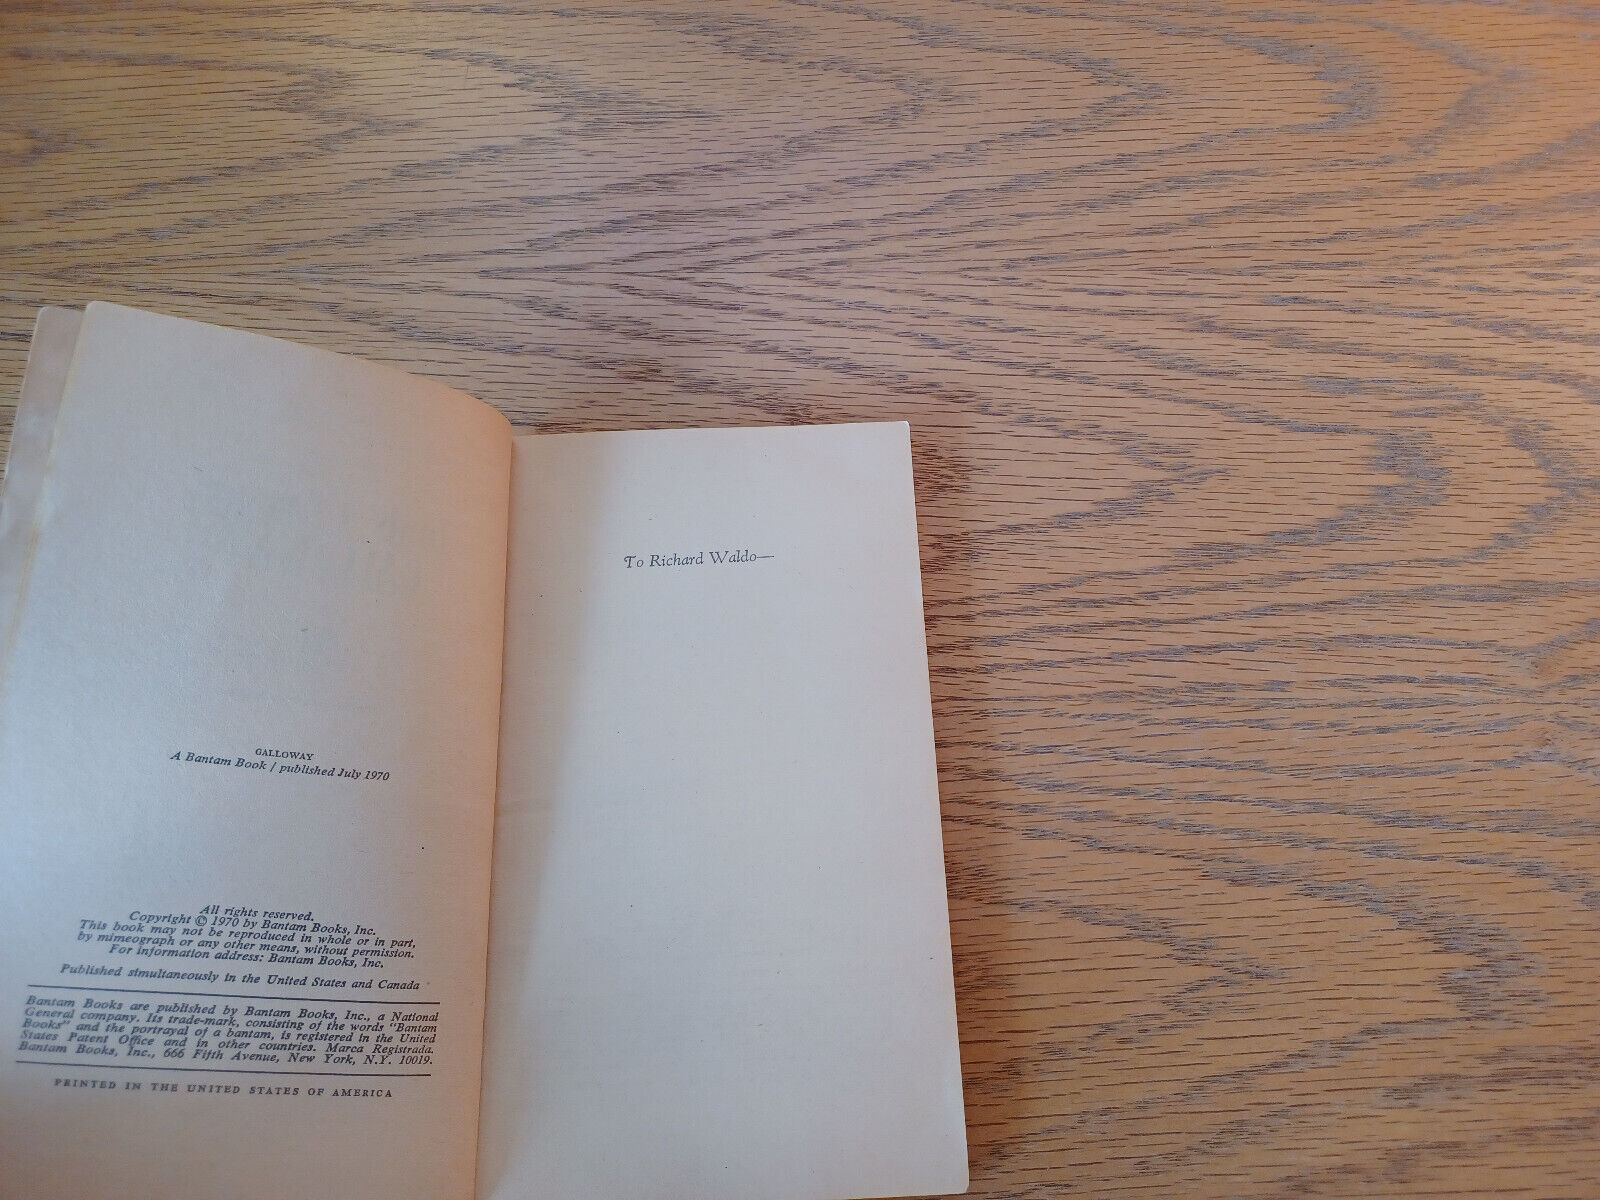 GALLOWAY
A Bantam Book / published July 1970
All rights reserved.
Copyright © 1970 by Bantam Books, Inc.
This book may not be reproduced in whole or in part,
by mimeograph or any other means, without permission.
For information address: Bantam Books, Inc.
Published simultaneously in the United States and Canada
Bantam Books are published by Bantam Books, Inc., a National
General company. Its trade-mark, consisting of the words "Bantam
Books" and the portrayal of a bantam, is registered in the United
States Patent Office and in other countries. Marca Registrada.
Bantam Books, Inc., 666 Fifth Avenue, New York, N.Y. 10019.
PRINTED IN THE UNITED STATES OF AMERICA
To Richard Waldo—